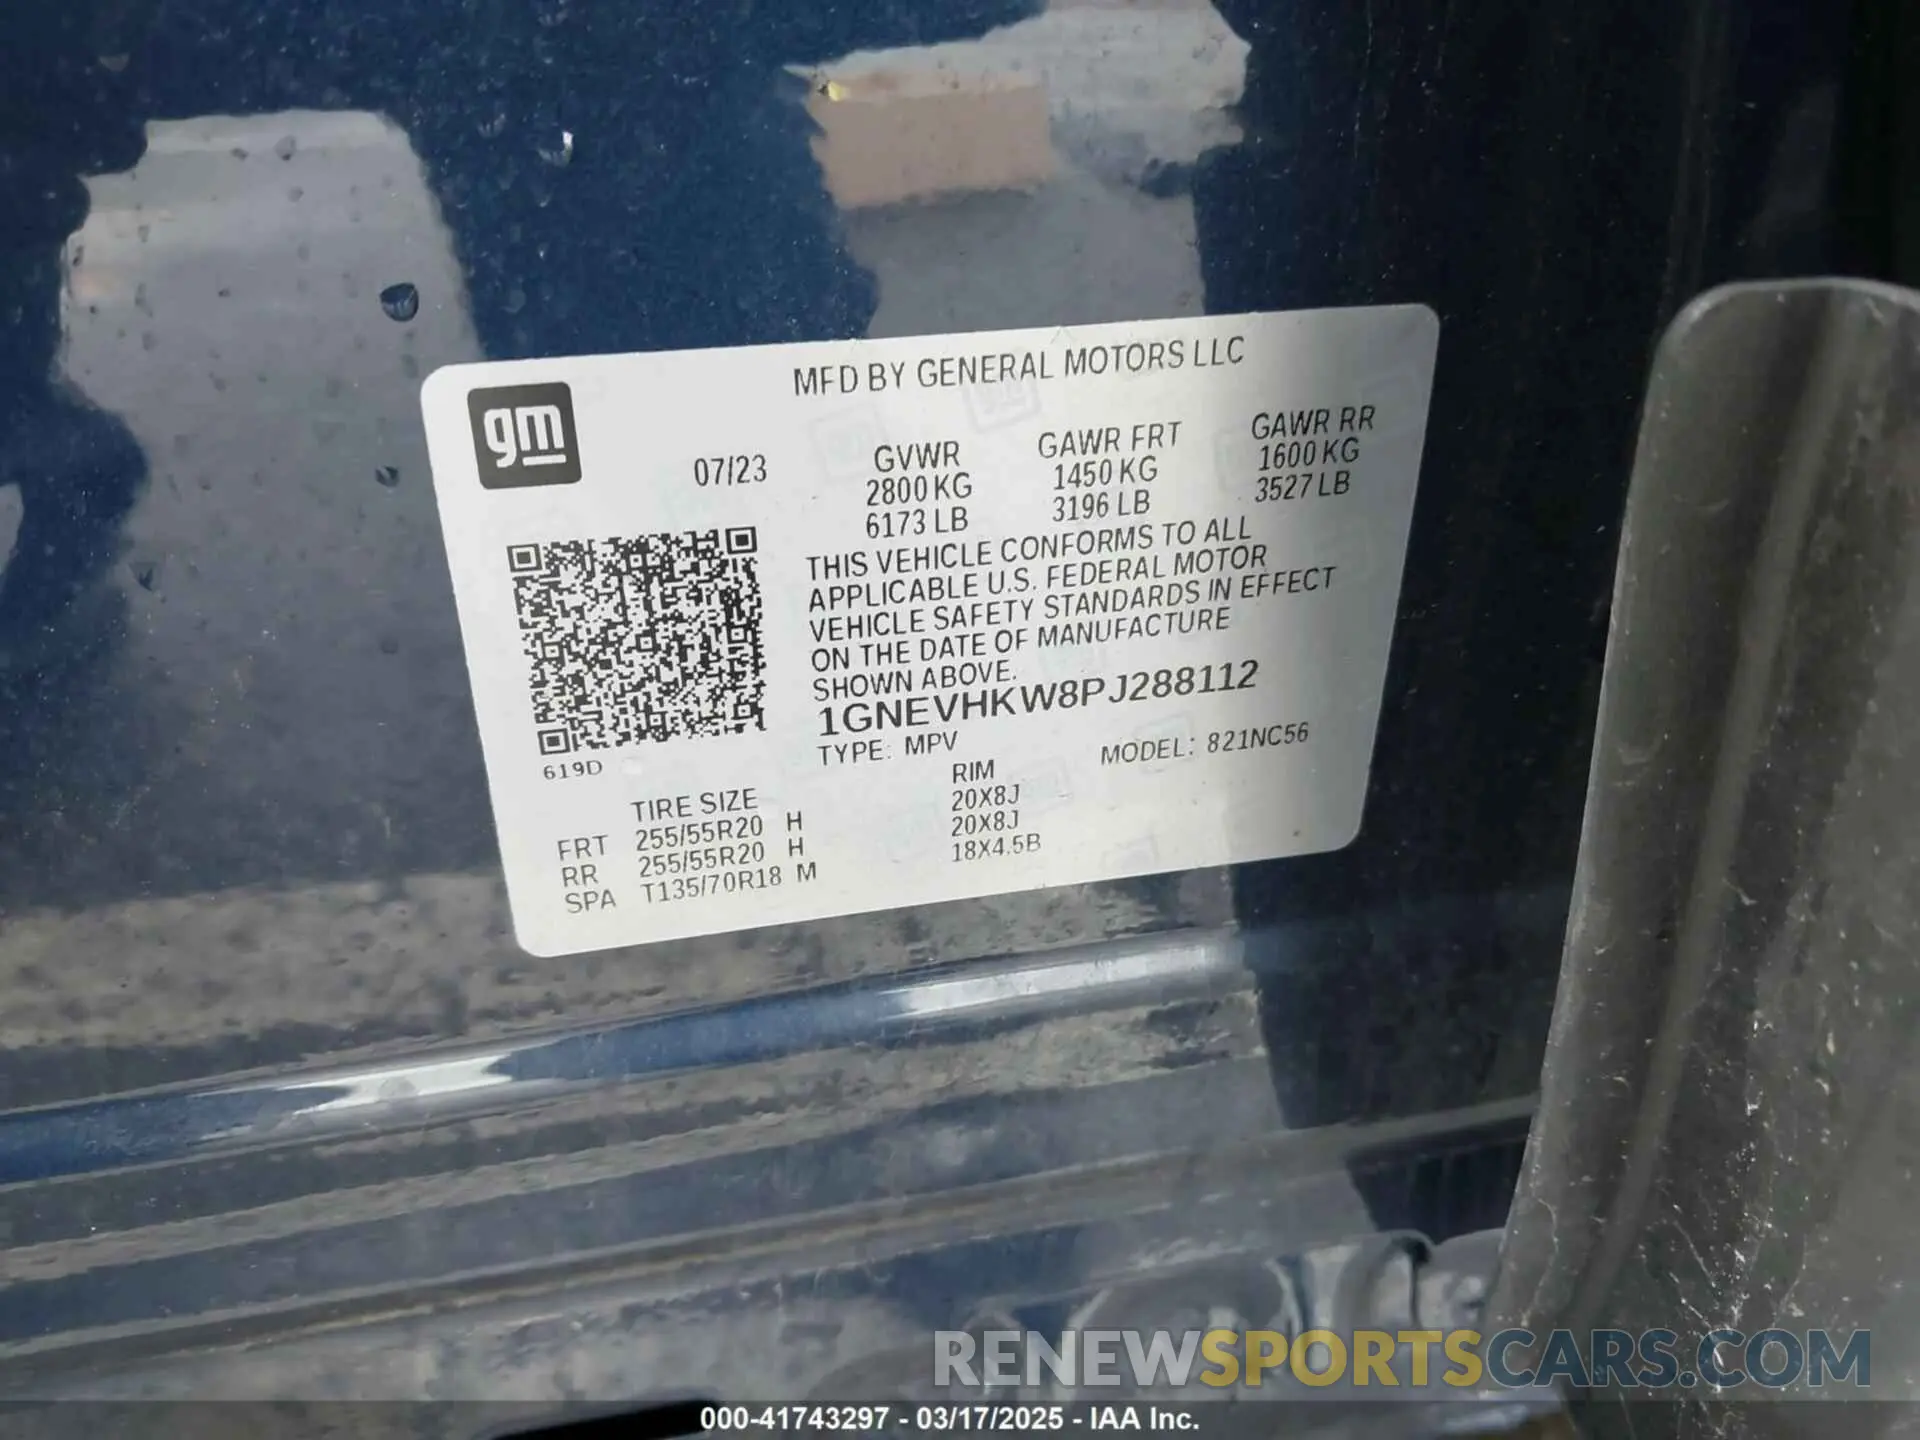 gm
MFD BY GENERAL MOTORS LLC
07/23
GVWR GAWR FRT GAWR RR
2800 KG 1450 KG 1600 KG
6173 LB 3196 LB 3527 LB
THIS VEHICLE CONFORMS TO ALL
APPLICABLE U.S. FEDERAL MOTOR
VEHICLE SAFETY STANDARDS IN EFFECT
ON THE DATE OF MANUFACTURE
SHOWN ABOVE.
1GNEVHKW8PJ288112
TYPE: MPV MODEL: 821NC56
619D
TIRE SIZE RIM
FRT 255/55R20 H 20X8J
RR 255/55R20 H 20X8J
SPA T135/70R18 M 18X4.5B
RENEWSPORTSCARS.COM
000-41743297 - 03/17/2025 - IAA Inc.